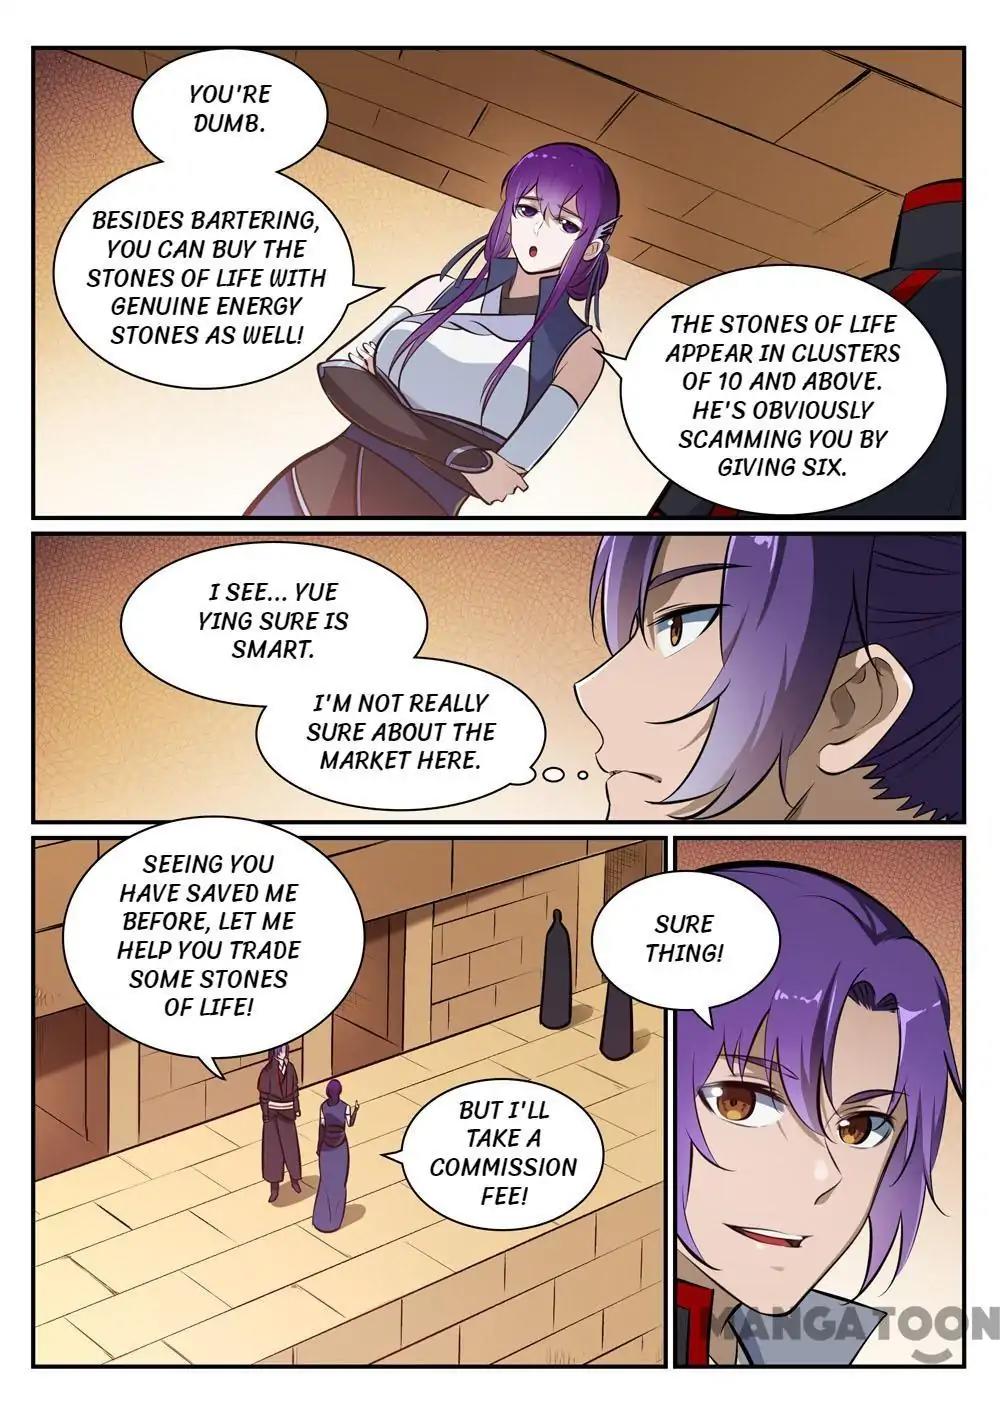 YOU'RE
DUMB.
BESIDES BARTERING,
YOU CAN BUY THE
STONES OF LIFE WITH
GENUINE ENERGY
STONES AS WELL!
THE STONES OF LIFE
APPEAR IN CLUSTERS
OF 10 AND ABOVE.
HE'S OBVIOUSLY
SCAMMING YOU BY
GIVING SIX.
I SEE... YUE
YING SURE IS
SMART.
I'M NOT REALLY
SURE ABOUT THE
MARKET HERE.
SEEING YOU
HAVE SAVED ME
BEFORE, LET ME
HELP YOU TRADE
SOME STONES
OF LIFE!
BUT I'LL
TAKE A
COMMISSION
FEE!
SURE
THING!
MANGATOON